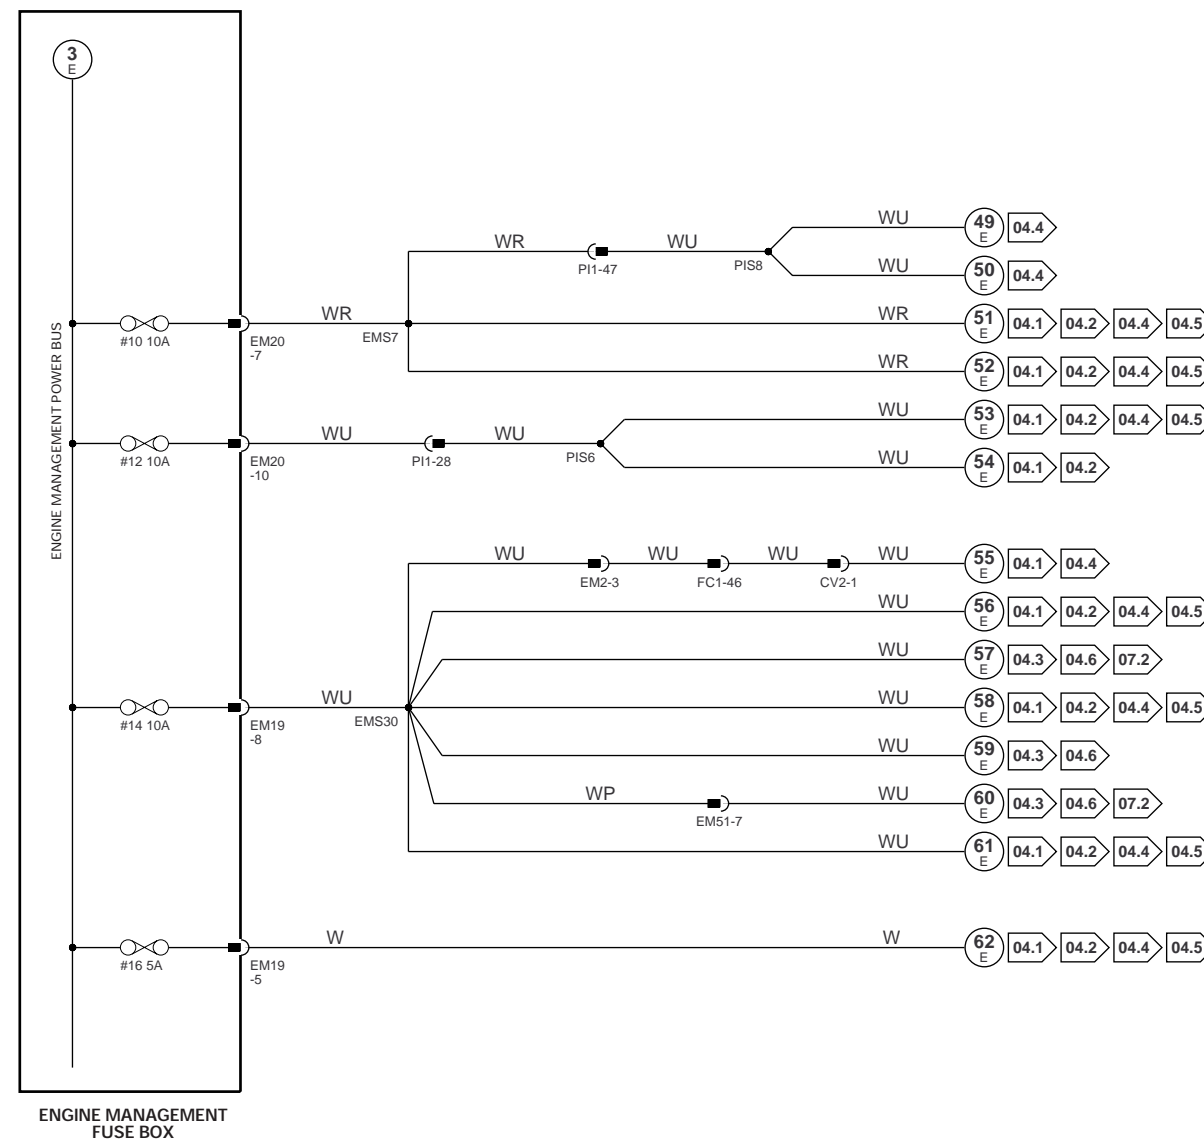 3
E
ENGINE MANAGEMENT POWER BUS
WU 49 E 04.4
WR WU
PI1-47 PIS8
WU 50 E 04.4
WR WR 51 E 04.1 04.2 04.4 04.5
#10 10A EM20 EMS7
-7
WR 52 E 04.1 04.2 04.4 04.5
WU 53 E 04.1 04.2 04.4 04.5
WU WU
#12 10A EM20 PI1-28 PIS6
-10
WU 54 E 04.1 04.2
WU WU WU WU 55 E 04.1 04.4
EM2-3 FC1-46 CV2-1
WU 56 E 04.1 04.2 04.4 04.5
WU 57 E 04.3 04.6 07.2
WU WU 58 E 04.1 04.2 04.4 04.5
#14 10A EM19 EMS30
-8
WU 59 E 04.3 04.6
WP WU 60 E 04.3 04.6 07.2
EM51-7
WU 61 E 04.1 04.2 04.4 04.5
W W 62 E 04.1 04.2 04.4 04.5
#16 5A EM19
-5
ENGINE MANAGEMENT
FUSE BOX